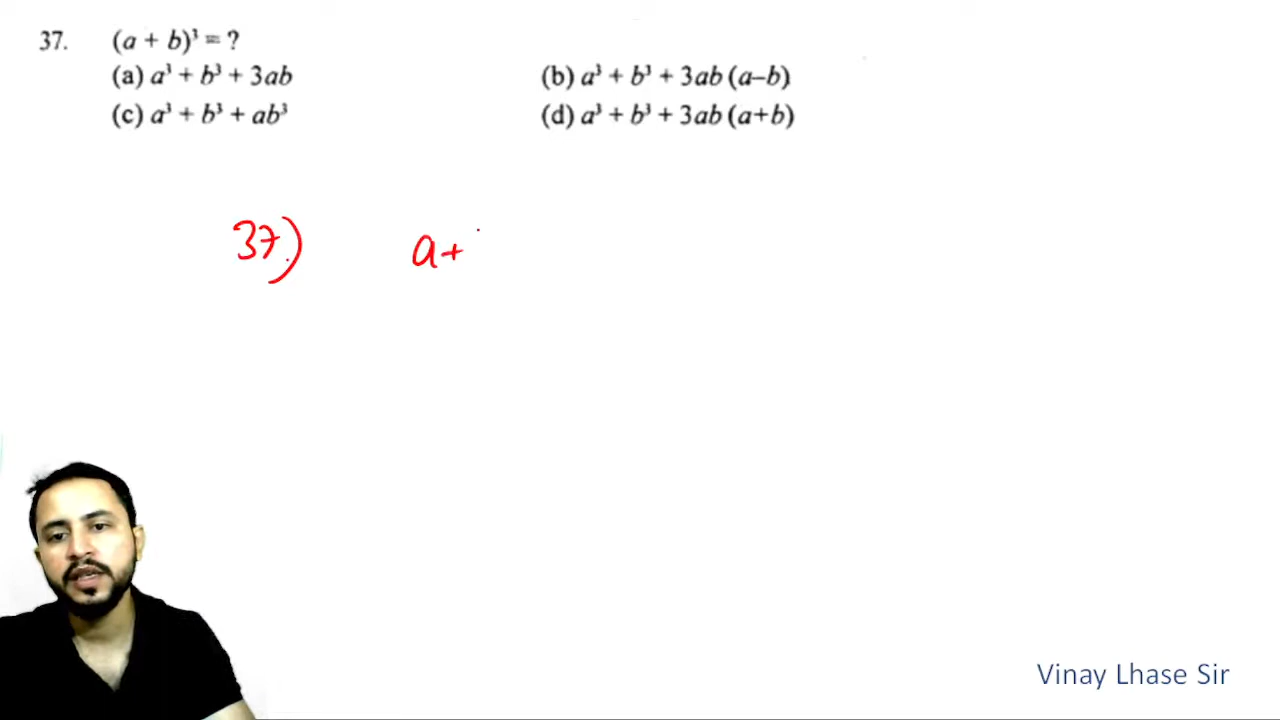 37. (a + b)³ = ?
(a) a³ + b³ + 3ab (b) a³ + b³ + 3ab (a–b)
(c) a³ + b³ + ab³ (d) a³ + b³ + 3ab (a+b)
37) a+
Vinay Lhase Sir